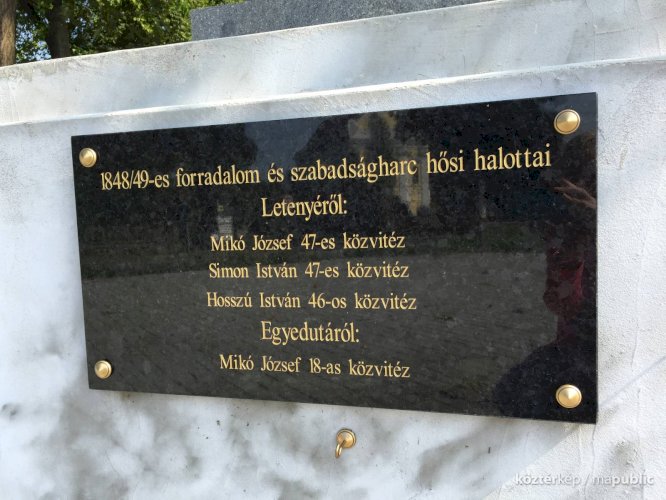 1848/49-es forradalom és szabadságharc hősi halottai
Letenyéről:
Mikó József 47-es közvitéz
Simon István 47-es közvitéz
Hosszú István 46-os közvitéz
Egyedutáról:
Mikó József 18-as közvitéz
köztérkép / mapublic